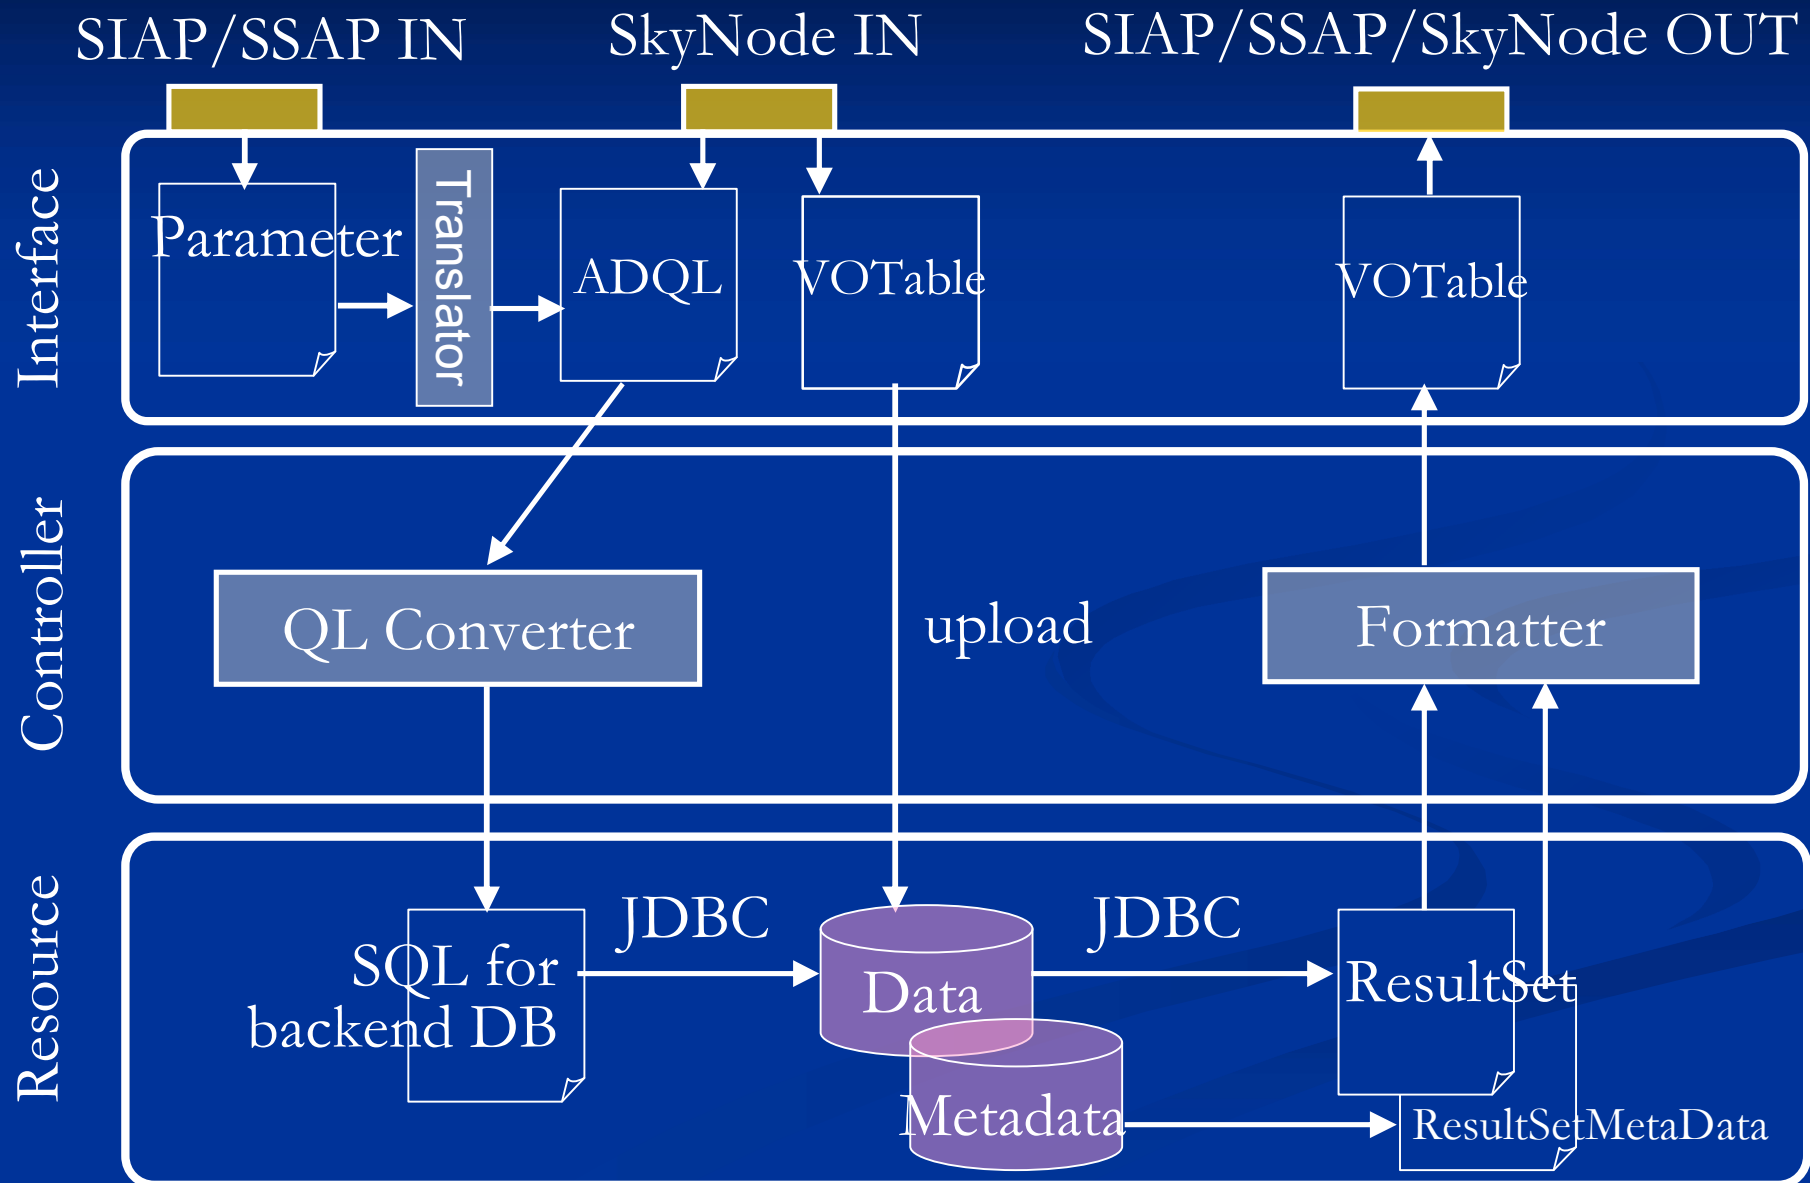 SIAP/SSAP IN
SkyNode IN
SIAP/SSAP/SkyNode OUT
Interface
Parameter
Translator
ADQL
VOTable
VOTable
Controller
QL Converter
upload
Formatter
Resource
SQL for
backend DB
JDBC
Data
Metadata
JDBC
ResultSet
ResultSetMetaData